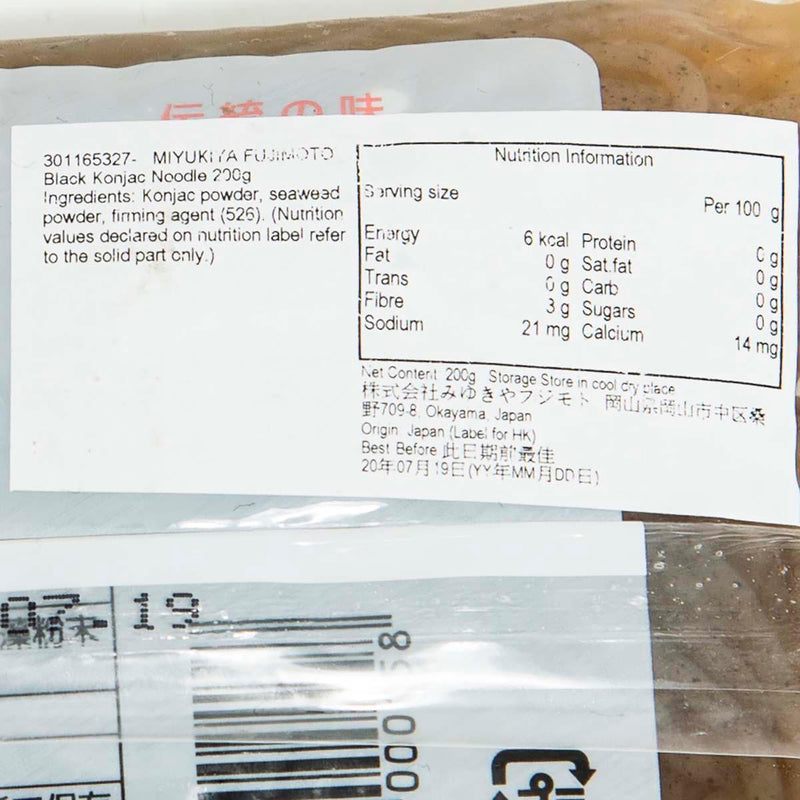 伝統の味
301165327- MIYUKIYA FUJIMOTO
Black Konjac Noodle 200g
Ingredients: Konjac powder, seaweed
powder, firming agent (526). (Nutrition
values declared on nutrition label refer
to the solid part only.)
Nutrition Information
Serving size
Per 100 g
Energy 6 kcal Protein 0 g
Fat 0 g Sat.fat 0 g
Trans 0 g Carb 0 g
Fibre 3 g Sugars 0 g
Sodium 21 mg Calcium 14 mg
Net Content 200g Storage Store in cool dry place
株式会社みゆきやフジモト 岡山県岡山市中区桑
野709-8, Okayama, Japan
Origin: Japan (Label for HK)
Best Before 此日期前最佳
20年07月19日(YY年MM月DD日)